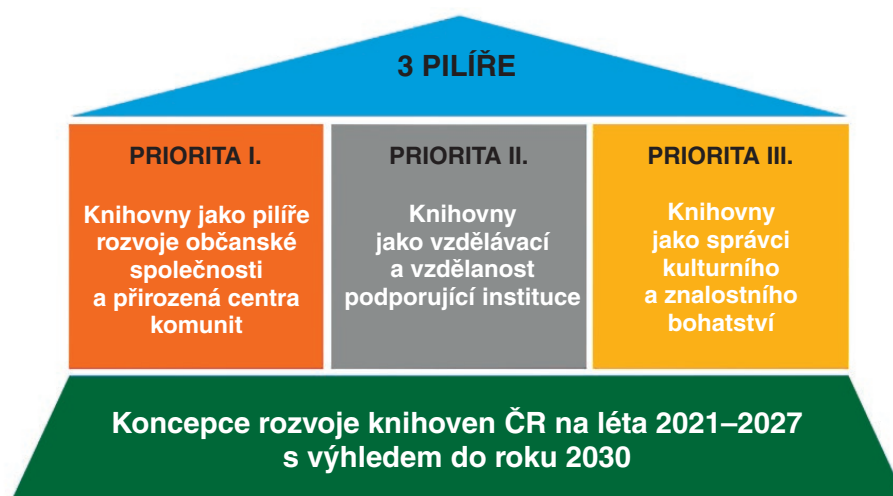 3 PILÍŘE
PRIORITA I.
Knihovny jako pilíře
rozvoje občanské
společnosti
a přirozená centra
komunit
PRIORITA II.
Knihovny
jako vzdělávací
a vzdělanost
podporující instituce
PRIORITA III.
Knihovny
jako správci
kulturního
a znalostního
bohatství
Koncepce rozvoje knihoven ČR na léta 2021–2027
s výhledem do roku 2030